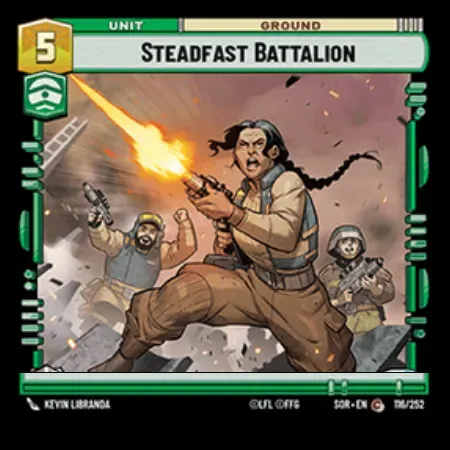 UNIT GROUND
5 STEADFAST BATTALION
KEVIN LIBRANDA ©LFL ©FFG SOR • EN C 116/252